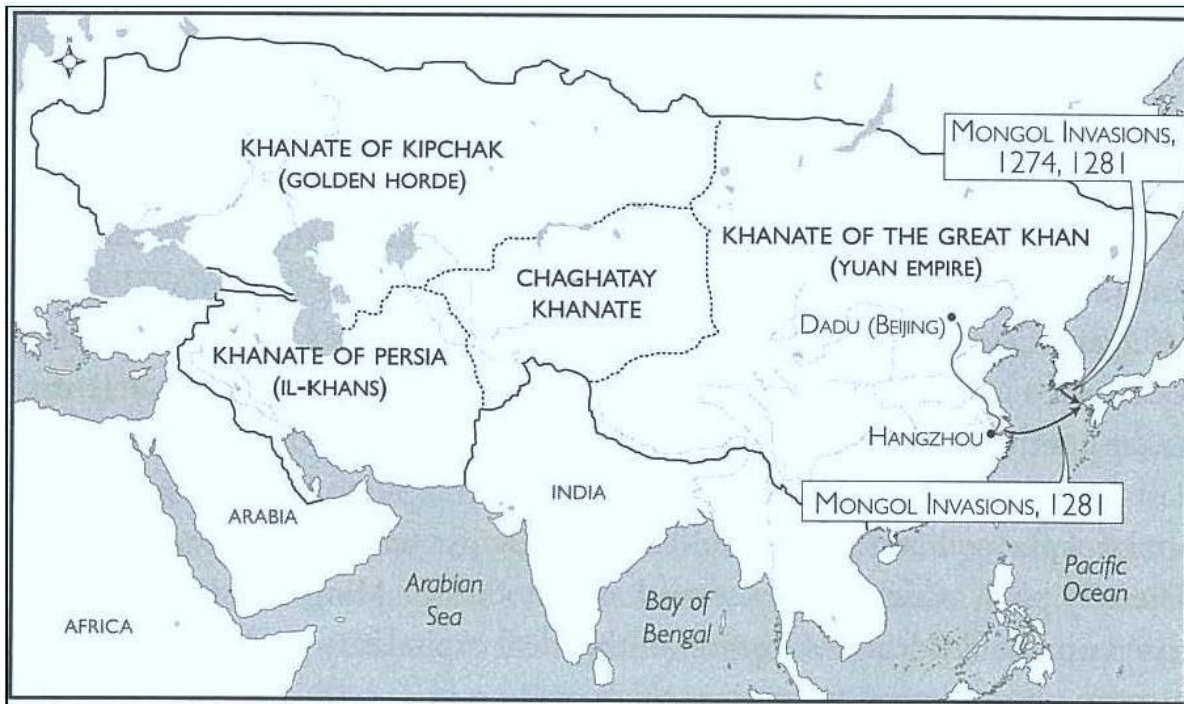 N
KHANATE OF KIPCHAK
(GOLDEN HORDE)
MONGOL INVASIONS,
1274, 1281
KHANATE OF THE GREAT KHAN
(YUAN EMPIRE)
CHAGHATAY
KHANATE
DADU (BEIJING)
KHANATE OF PERSIA
(IL-KHANS)
HANGZHOU
INDIA
MONGOL INVASIONS, 1281
ARABIA
Arabian
Sea
Bay of
Bengal
Pacific
Ocean
AFRICA